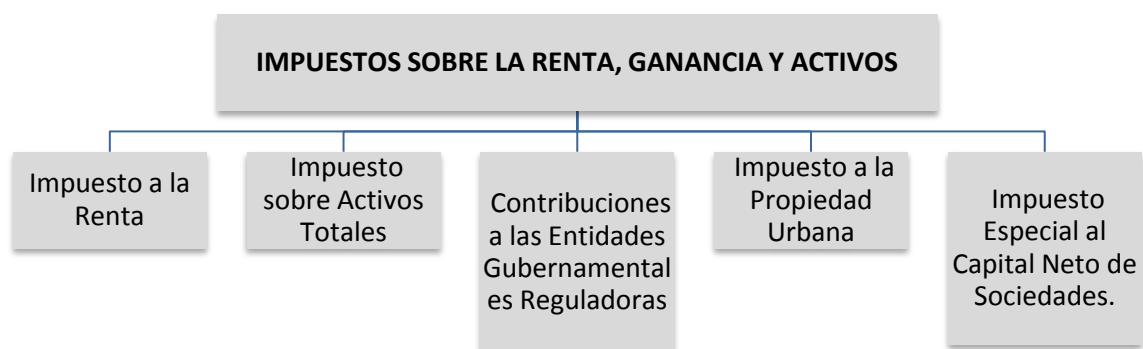 IMPUESTOS SOBRE LA RENTA, GANANCIA Y ACTIVOS
Impuesto a la
Renta
Impuesto
sobre Activos
Totales
Contribuciones
a las Entidades
Gubernamental
es Reguladoras
Impuesto a la
Propiedad
Urbana
Impuesto
Especial al
Capital Neto de
Sociedades.